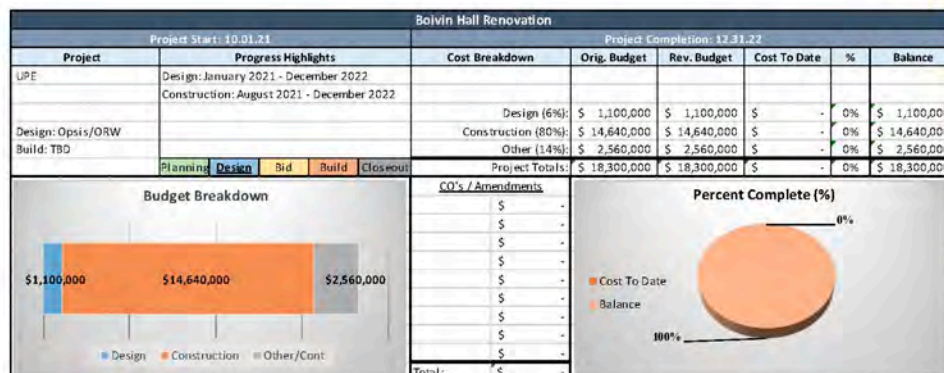 Boivin Hall Renovation
Project Start: 10.01.21 Project Completion: 12.31.22
Project Progress Highlights Cost Breakdown Orig. Budget Rev. Budget Cost To Date % Balance
UPE Design: January 2021 - December 2022
Construction: August 2021 - December 2022
Design (6%): $ 1,100,000 $ 1,100,000 $ - 0% $ 1,100,00
Design: Opsis/ORW Construction (80%): $ 14,640,000 $ 14,640,000 $ - 0% $ 14,640,00
Build: TBD Other (14%): $ 2,560,000 $ 2,560,000 $ - 0% $ 2,560,00
Planning Design Bid Build Closeout Project Totals: $ 18,300,000 $ 18,300,000 $ - 0% $ 18,300,00
Budget Breakdown
$1,100,000 $14,640,000 $2,560,000
Design Construction Other/Cont
CO's / Amendments
$ -
$ -
$ -
$ -
$ -
$ -
$ -
$ -
$ -
Total: $ -
Percent Complete (%)
0%
Cost To Date
Balance
100%